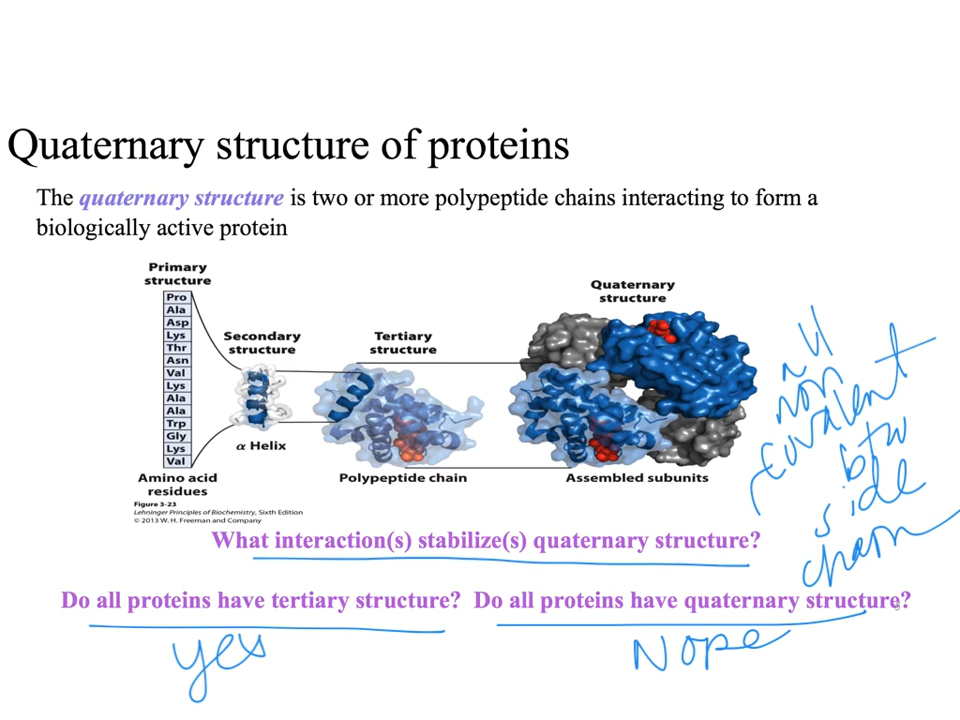 Quaternary structure of proteins
The quaternary structure is two or more polypeptide chains interacting to form a
biologically active protein
Primary
structure
Pro
Ala
Asp
Lys
Thr
Asn
Val
Lys
Ala
Ala
Trp
Gly
Lys
Val
Amino acid
residues
Secondary
structure
α Helix
Tertiary
structure
Polypeptide chain
Quaternary
structure
Assembled subunits
Figure 3-23
Lehninger Principles of Biochemistry, Sixth Edition
© 2013 W. H. Freeman and Company
non
covalent
btw
side
chain
What interaction(s) stabilize(s) quaternary structure?
Do all proteins have tertiary structure? Do all proteins have quaternary structure?
yes
Nope